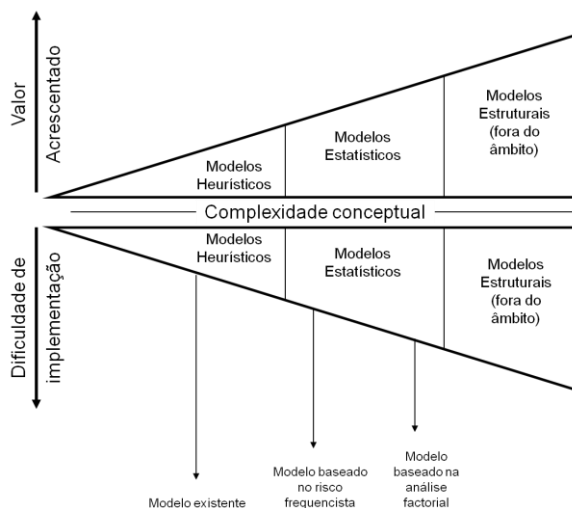 Valor
Acrescentado
Modelos
Heurísticos
Modelos
Estatísticos
Modelos
Estruturais
(fora do
âmbito)
Complexidade conceptual
Dificuldade de
implementação
Modelos
Heurísticos
Modelos
Estatísticos
Modelos
Estruturais
(fora do
âmbito)
Modelo existente
Modelo baseado
no risco
frequencista
Modelo
baseado na
análise
factorial